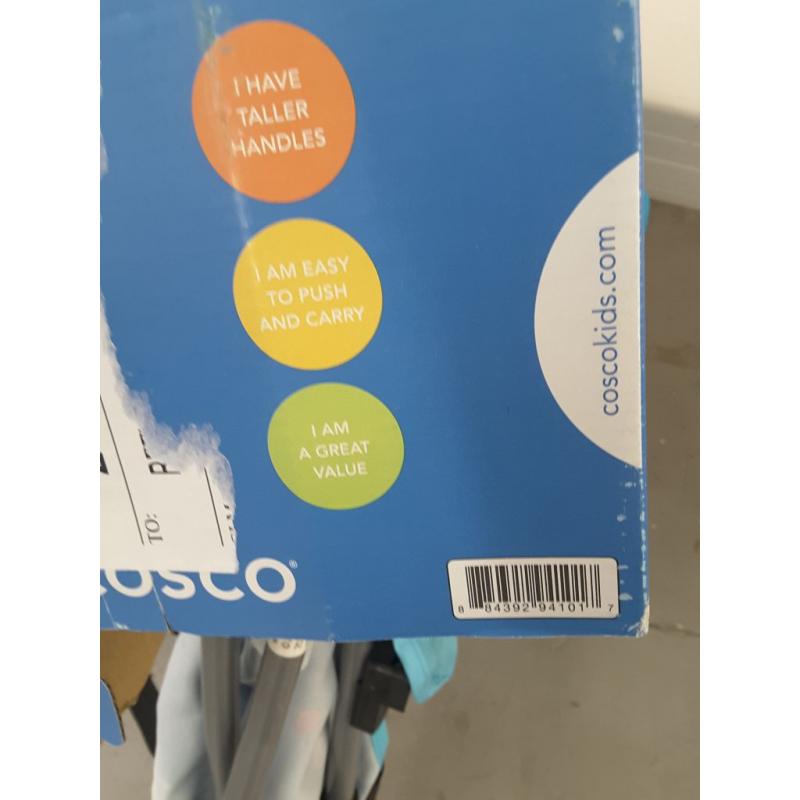 I HAVE
TALLER
HANDLES
I AM EASY
TO PUSH
AND CARRY
I AM
A GREAT
VALUE
coscokids.com
TO:
COSCO®
8 84392 94101 7